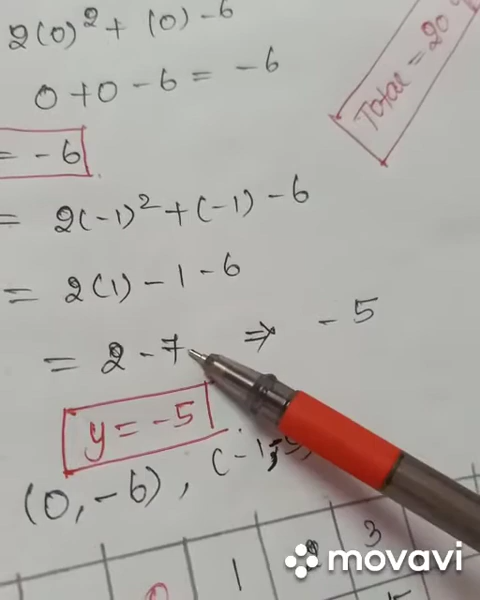 2(0)² + (0) - 6
0 + 0 - 6 = -6
Total = 20
= -6
= 2(-1)² + (-1) - 6
= 2(1) - 1 - 6
= 2 - 7 ⇒ -5
y = -5
(0, -6), (-1,
1 3
movavi